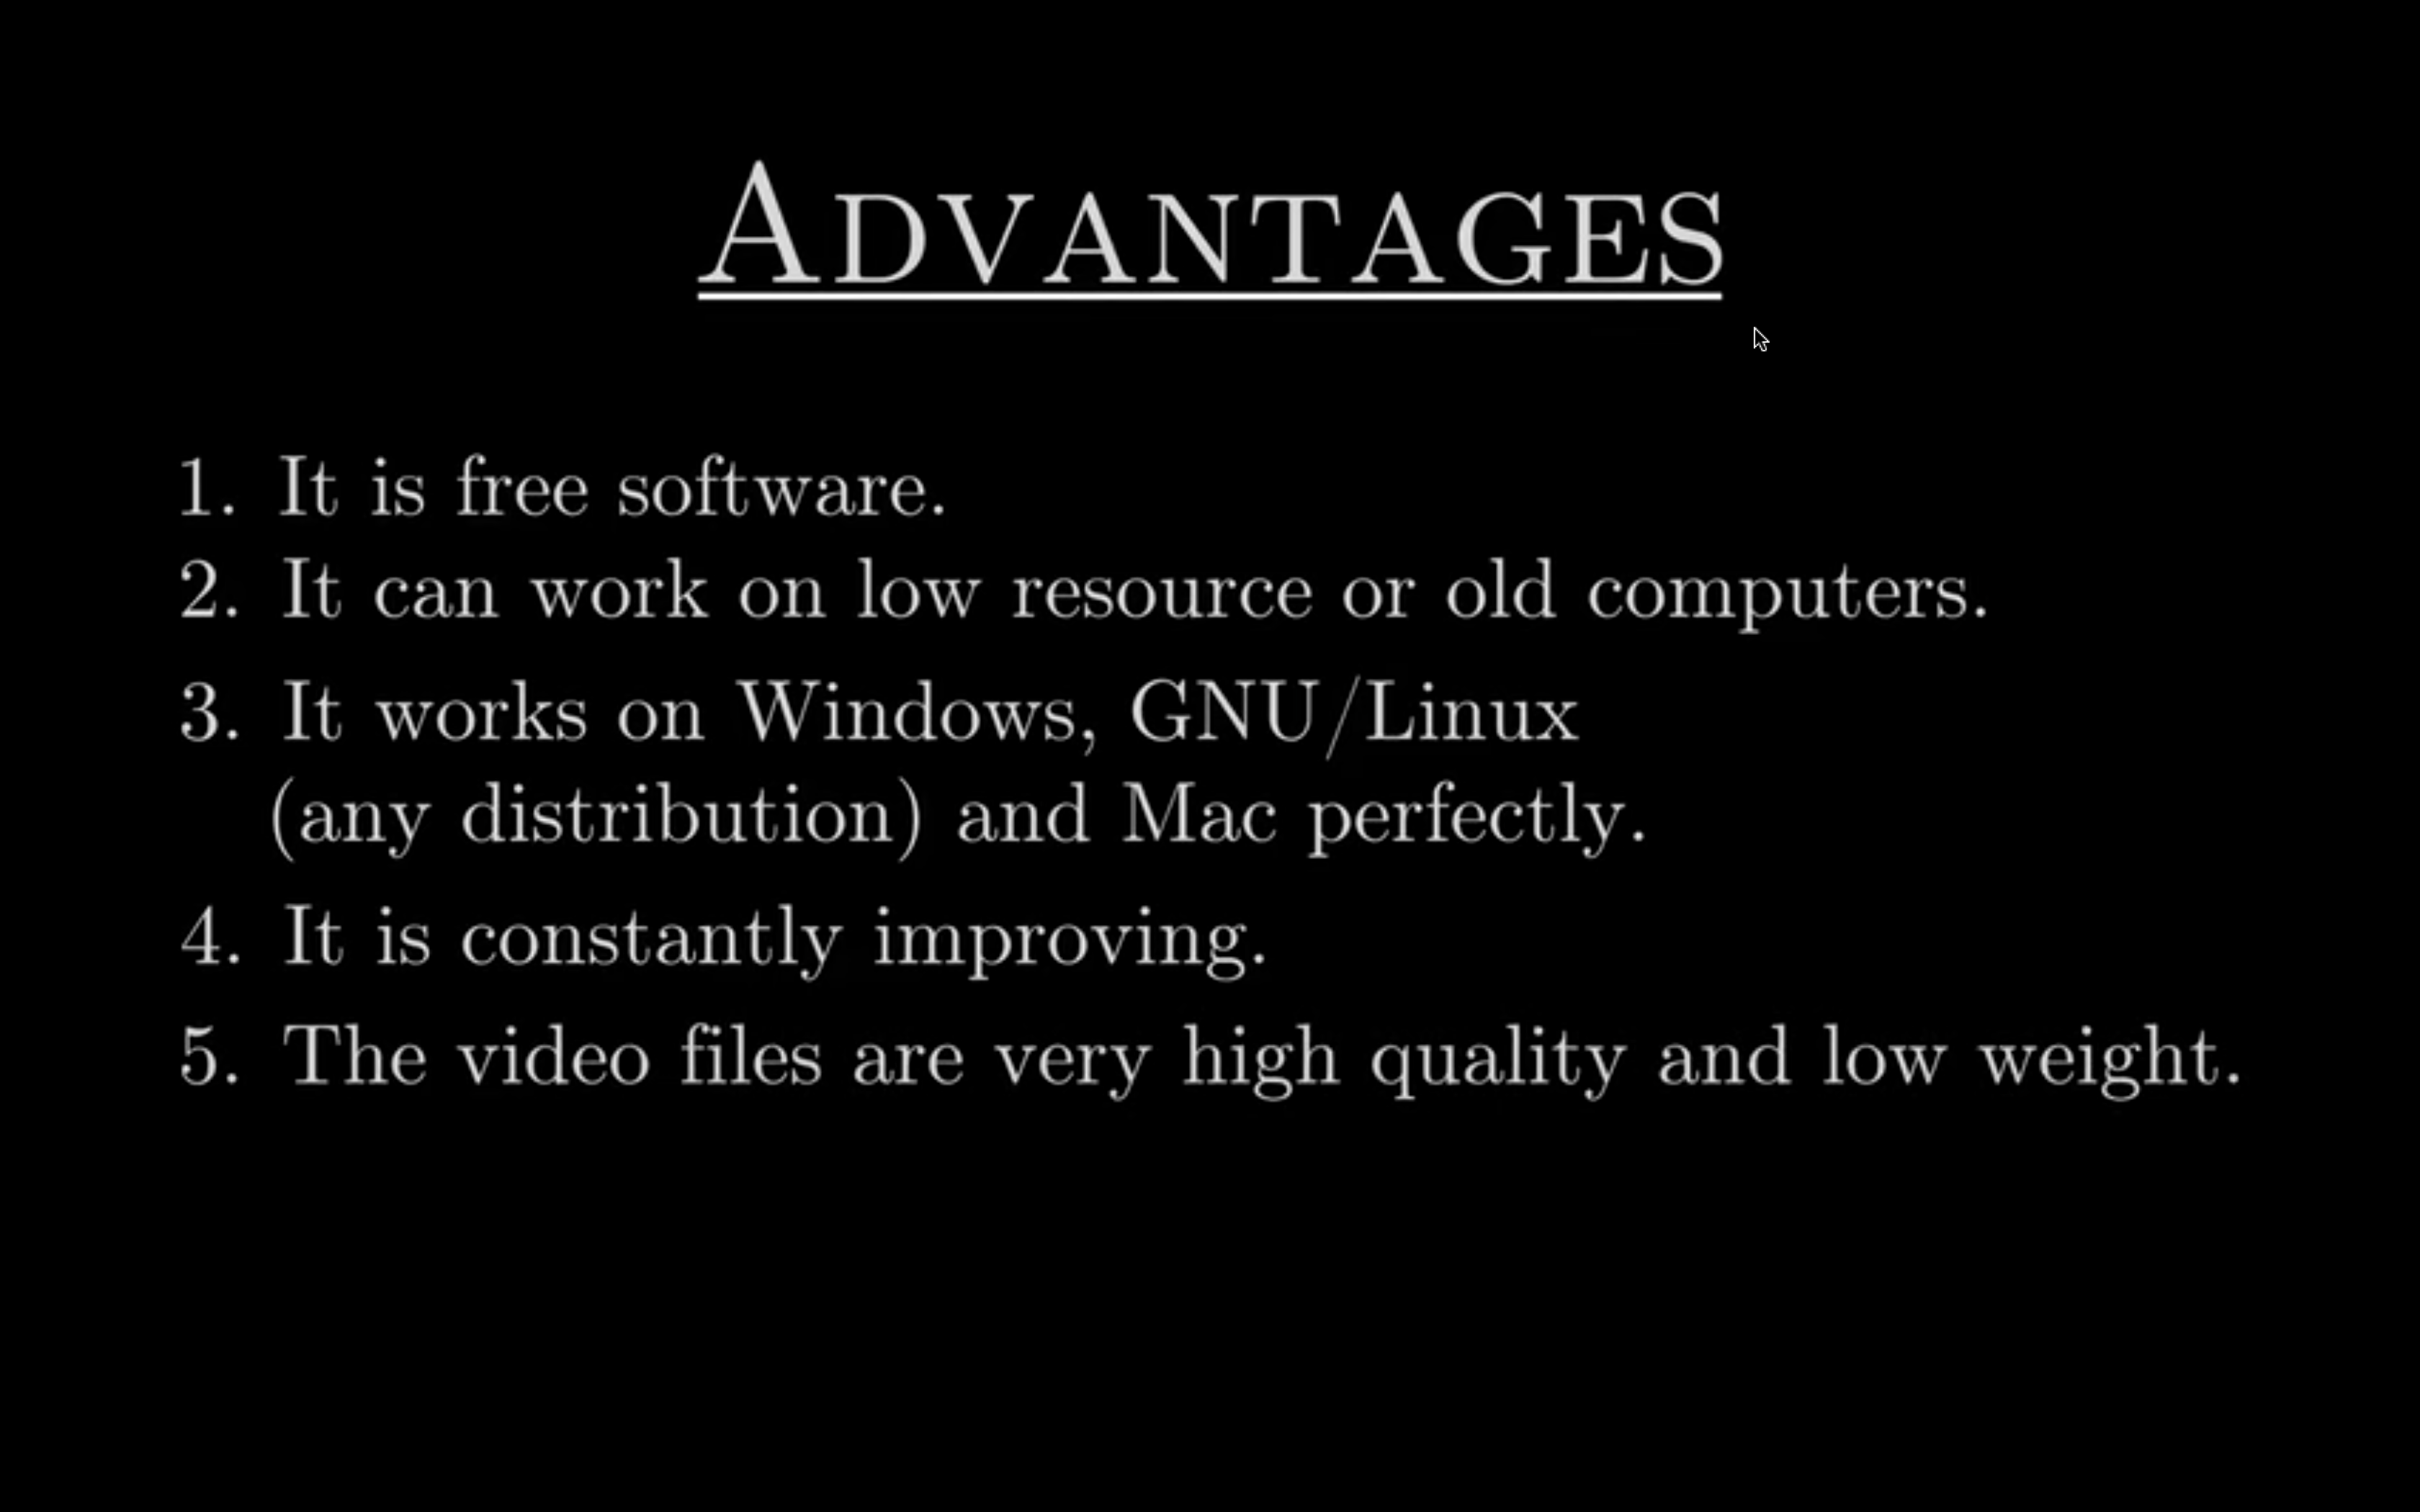 ADVANTAGES
1. It is free software.
2. It can work on low resource or old computers.
3. It works on Windows, GNU/Linux
(any distribution) and Mac perfectly.
4. It is constantly improving.
5. The video files are very high quality and low weight.